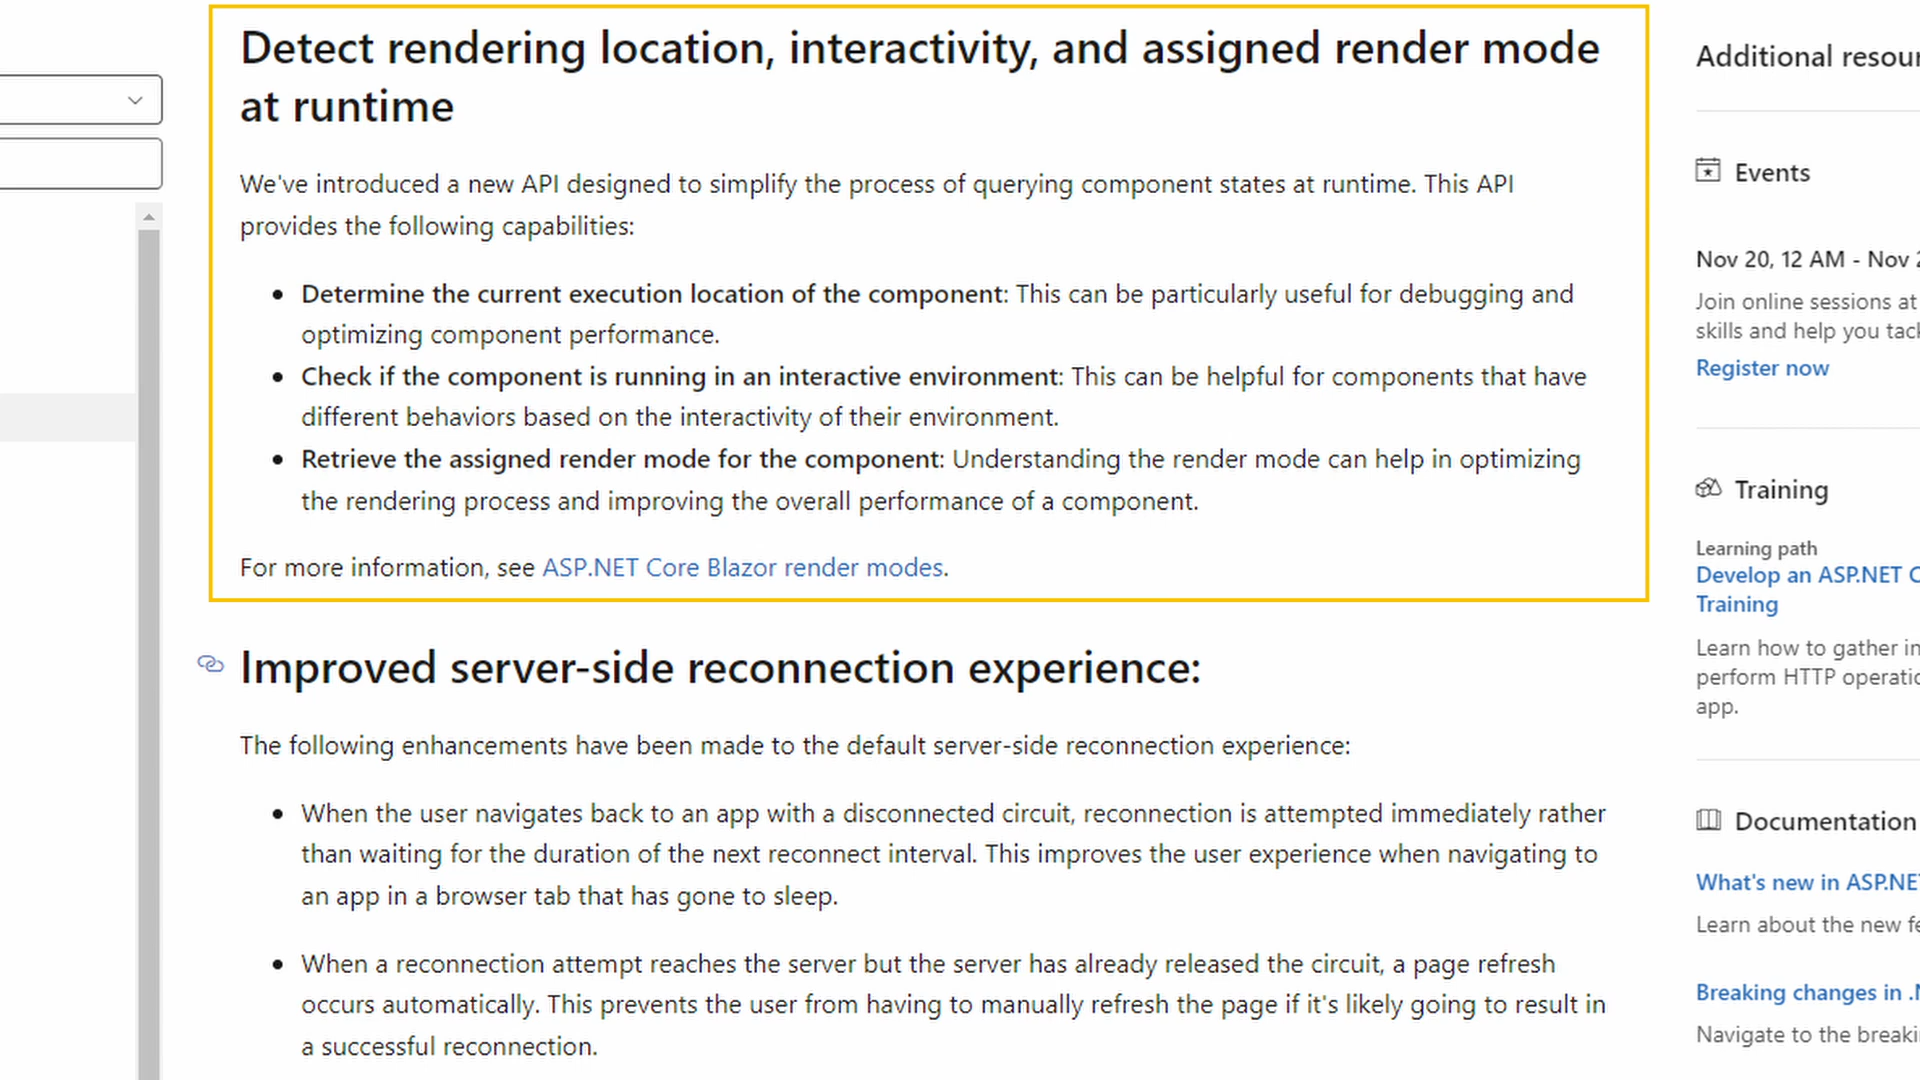 Detect rendering location, interactivity, and assigned render mode
at runtime
We've introduced a new API designed to simplify the process of querying component states at runtime. This API
provides the following capabilities:
• Determine the current execution location of the component: This can be particularly useful for debugging and
optimizing component performance.
• Check if the component is running in an interactive environment: This can be helpful for components that have
different behaviors based on the interactivity of their environment.
• Retrieve the assigned render mode for the component: Understanding the render mode can help in optimizing
the rendering process and improving the overall performance of a component.
For more information, see ASP.NET Core Blazor render modes.
Improved server-side reconnection experience:
The following enhancements have been made to the default server-side reconnection experience:
• When the user navigates back to an app with a disconnected circuit, reconnection is attempted immediately rather
than waiting for the duration of the next reconnect interval. This improves the user experience when navigating to
an app in a browser tab that has gone to sleep.
• When a reconnection attempt reaches the server but the server has already released the circuit, a page refresh
occurs automatically. This prevents the user from having to manually refresh the page if it's likely going to result in
a successful reconnection.
Additional
Events
Nov 20, 12 AM - Nov
Join online sessions at
skills and help you
Register now
Training
Learning path
Develop an ASP.NET
Training
Learn how to gather
perform HTTP
app.
Documentation
What's new in
Learn about the new
Breaking changes in
Navigate to the